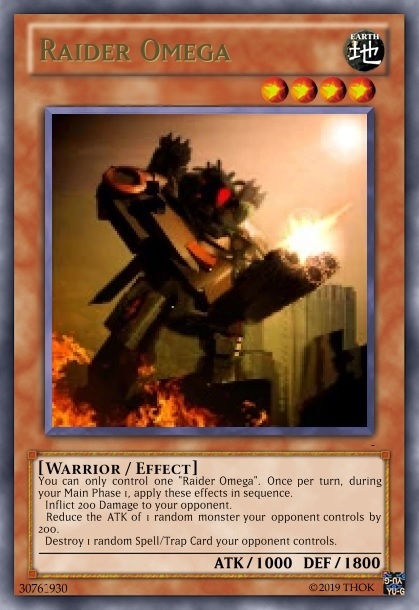 Raider Omega
EARTH
地
[Warrior / Effect]
You can only control one "Raider Omega". Once per turn, during
your Main Phase 1, apply these effects in sequence.
Inflict 200 Damage to your opponent.
Reduce the ATK of 1 random monster your opponent controls by
200.
Destroy 1 random Spell/Trap Card your opponent controls.
ATK / 1000 DEF / 1800
©2019 THOK
YU-G